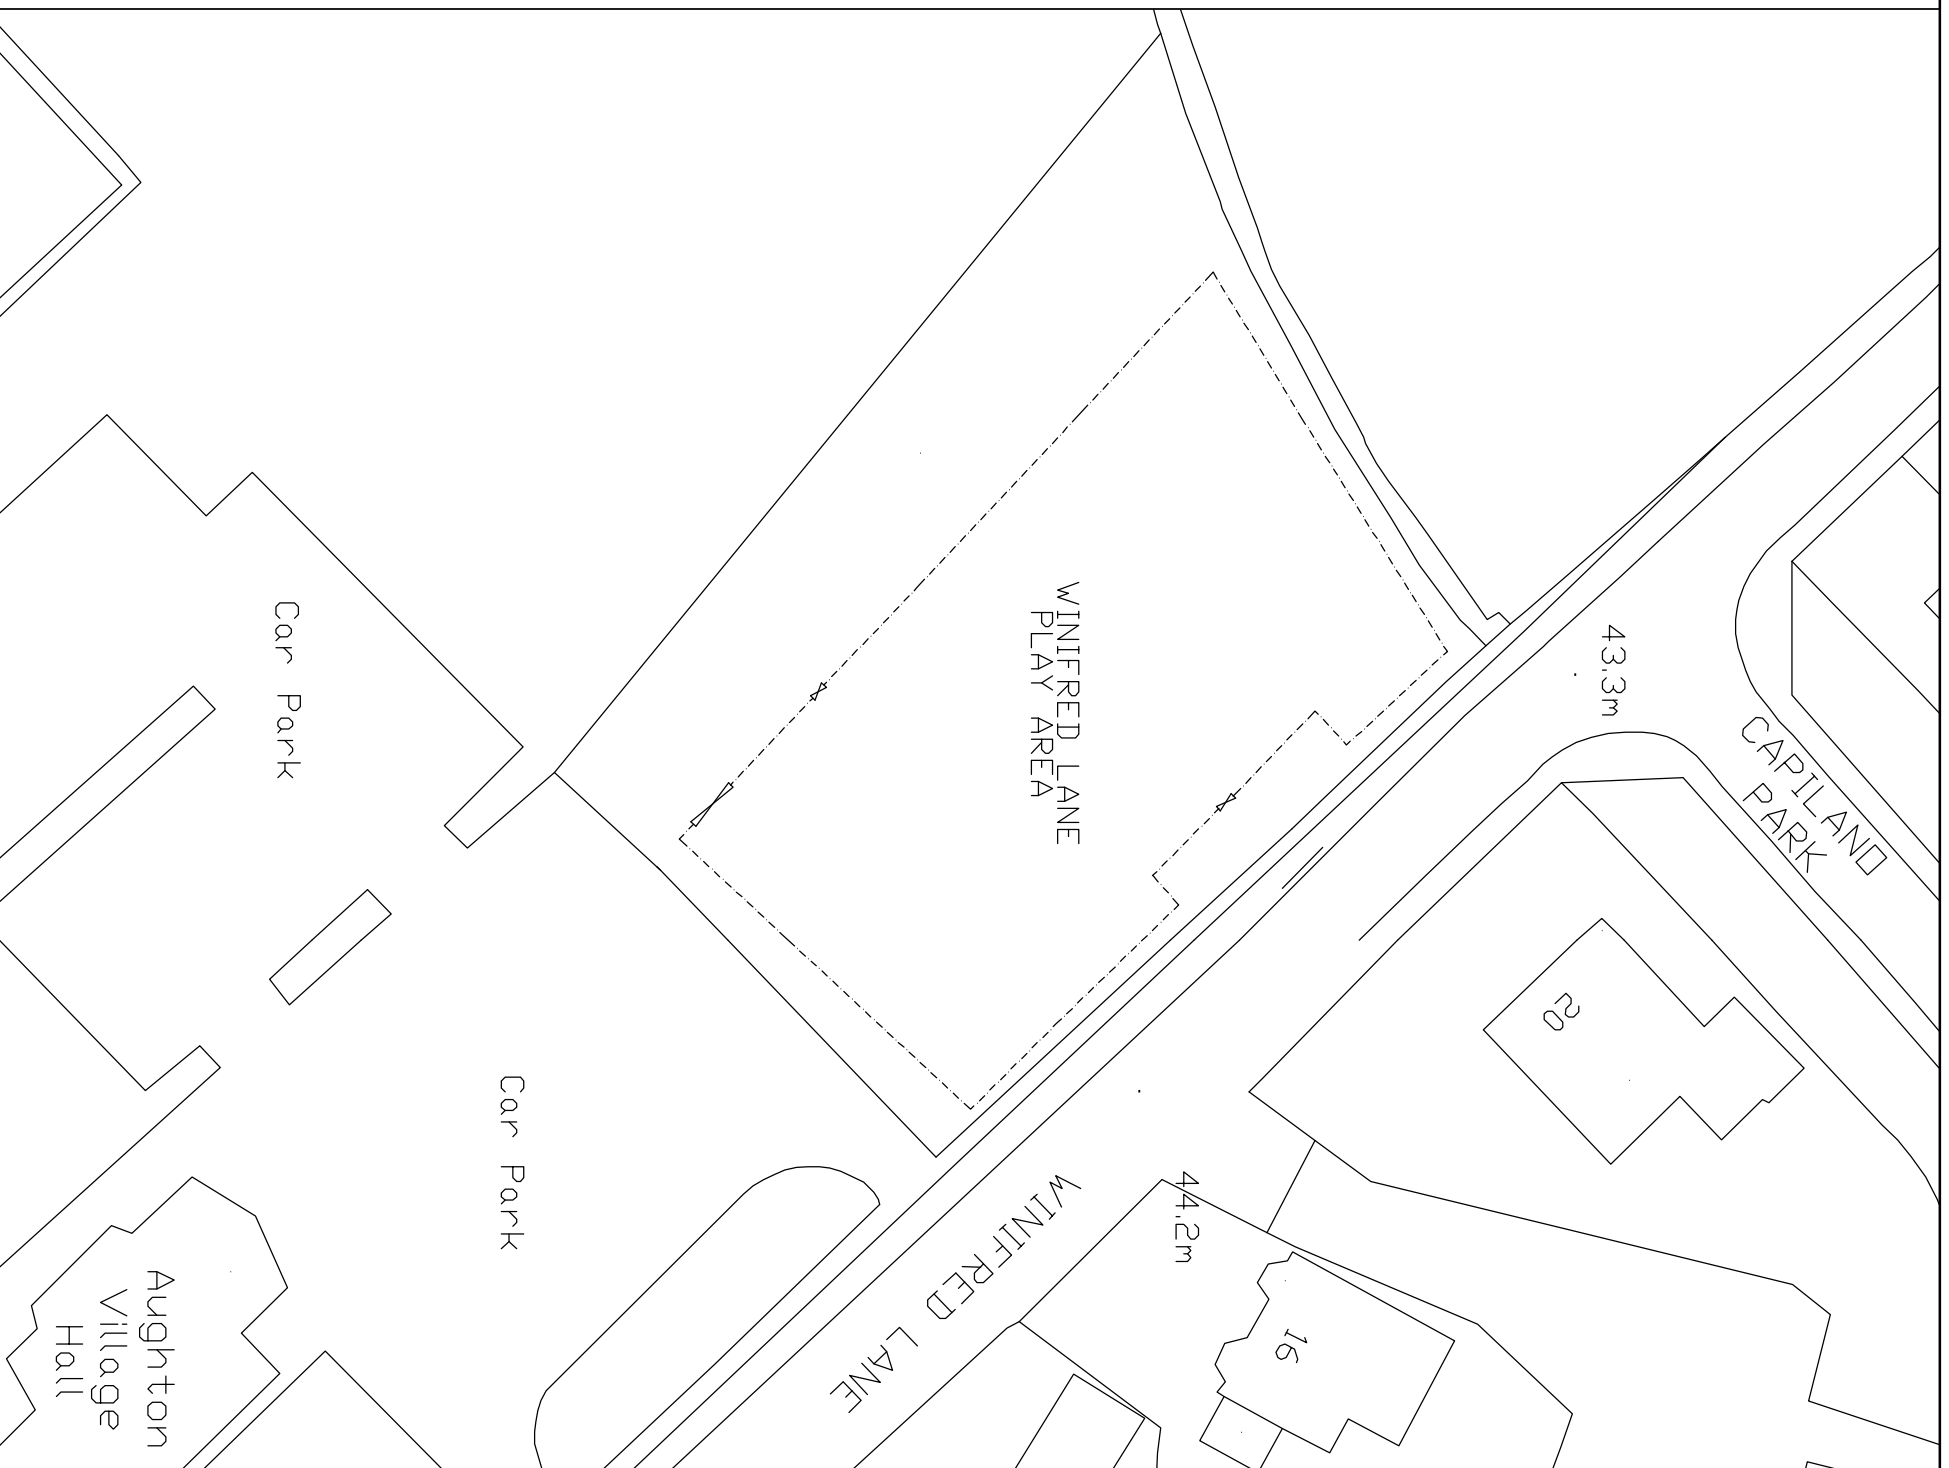 WINIFRED LANE
PLAY AREA
Car Park
Car Park
43.3m
CAPILANO
PARK
20
44.2m
WINIFRED LANE
16
Aughton
Village
Hall